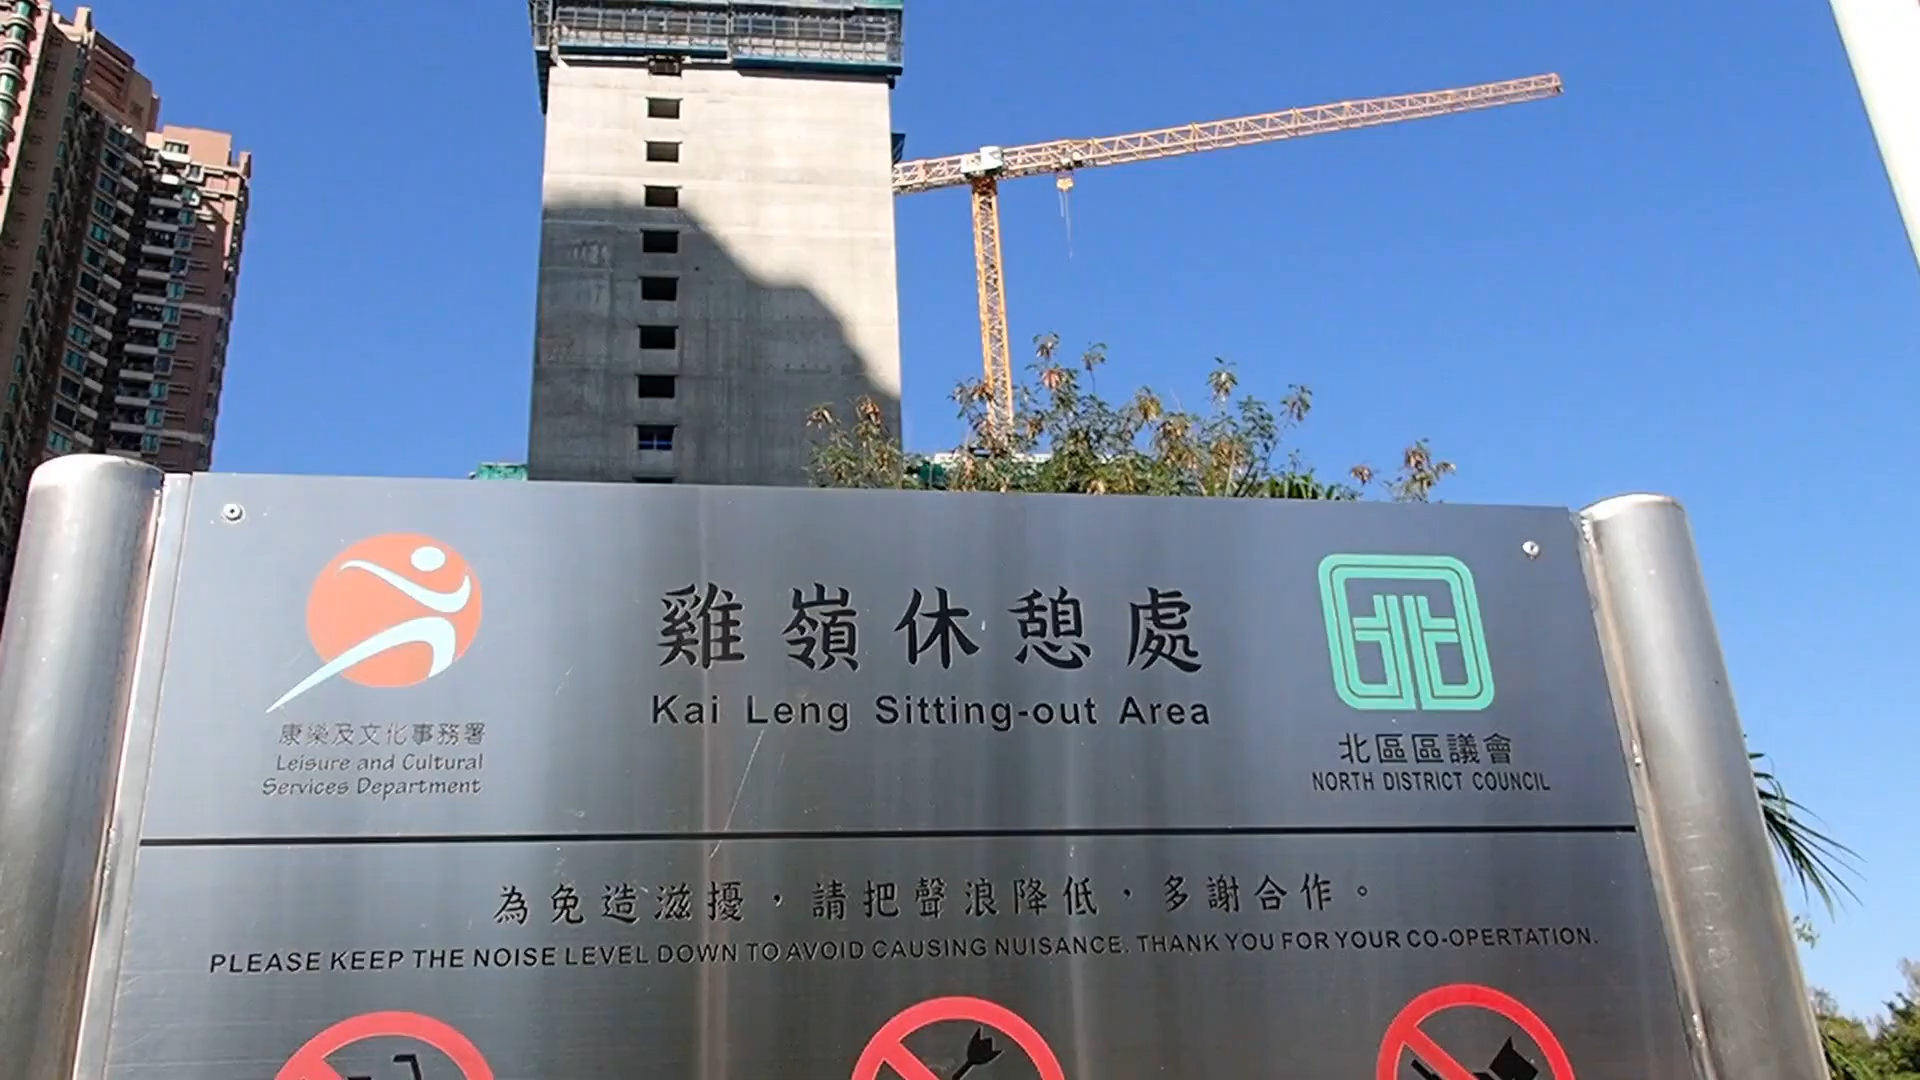 雞嶺休憩處
Kai Leng Sitting-out Area
康樂及文化事務署
Leisure and Cultural
Services Department
北區區議會
NORTH DISTRICT COUNCIL
為免造滋擾，請把聲浪降低，多謝合作。
PLEASE KEEP THE NOISE LEVEL DOWN TO AVOID CAUSING NUISANCE. THANK YOU FOR YOUR CO-OPERTATION.